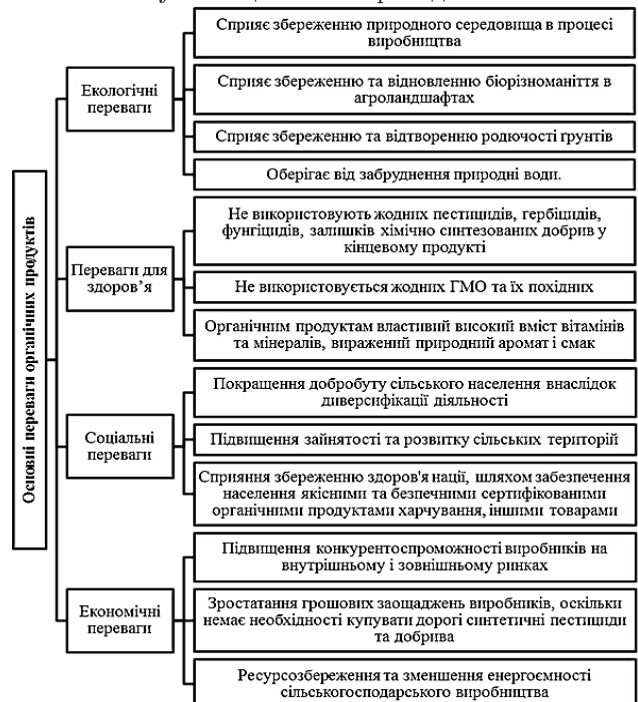 Сприяє збереженню природного середовища в процесі
виробництва
Екологічні
переваги
Сприяє збереженню та відновленню біорізноманіття в
агроландшафтах
Сприяє збереженню та відтворенню родючості ґрунтів
Оберігає від забруднення природні води.
Основні переваги органічних продуктів
Переваги для
здоров’я
Не використовують жодних пестицидів, гербіцидів,
фунгіцидів, залишків хімічно синтезованих добрив у
кінцевому продукті
Не використовується жодних ГМО та їх похідних
Органічним продуктам властивий високий вміст вітамінів
та мінералів, виражений природний аромат і смак
Соціальні
переваги
Покращення добробуту сільського населення внаслідок
диверсифікації діяльності
Підвищення зайнятості та розвитку сільських територій
Сприяння збереженню здоров'я нації, шляхом забезпечення
населення якісними та безпечними сертифікованими
органічними продуктами харчування, іншими товарами
Економічні
переваги
Підвищення конкурентоспроможності виробників на
внутрішньому і зовнішньому ринках
Зростатання грошових заощаджень виробників, оскільки
немає необхідності купувати дорогі синтетичні пестициди
та добрива
Ресурсозбереження та зменшення енергоємності
сільськогосподарського виробництва